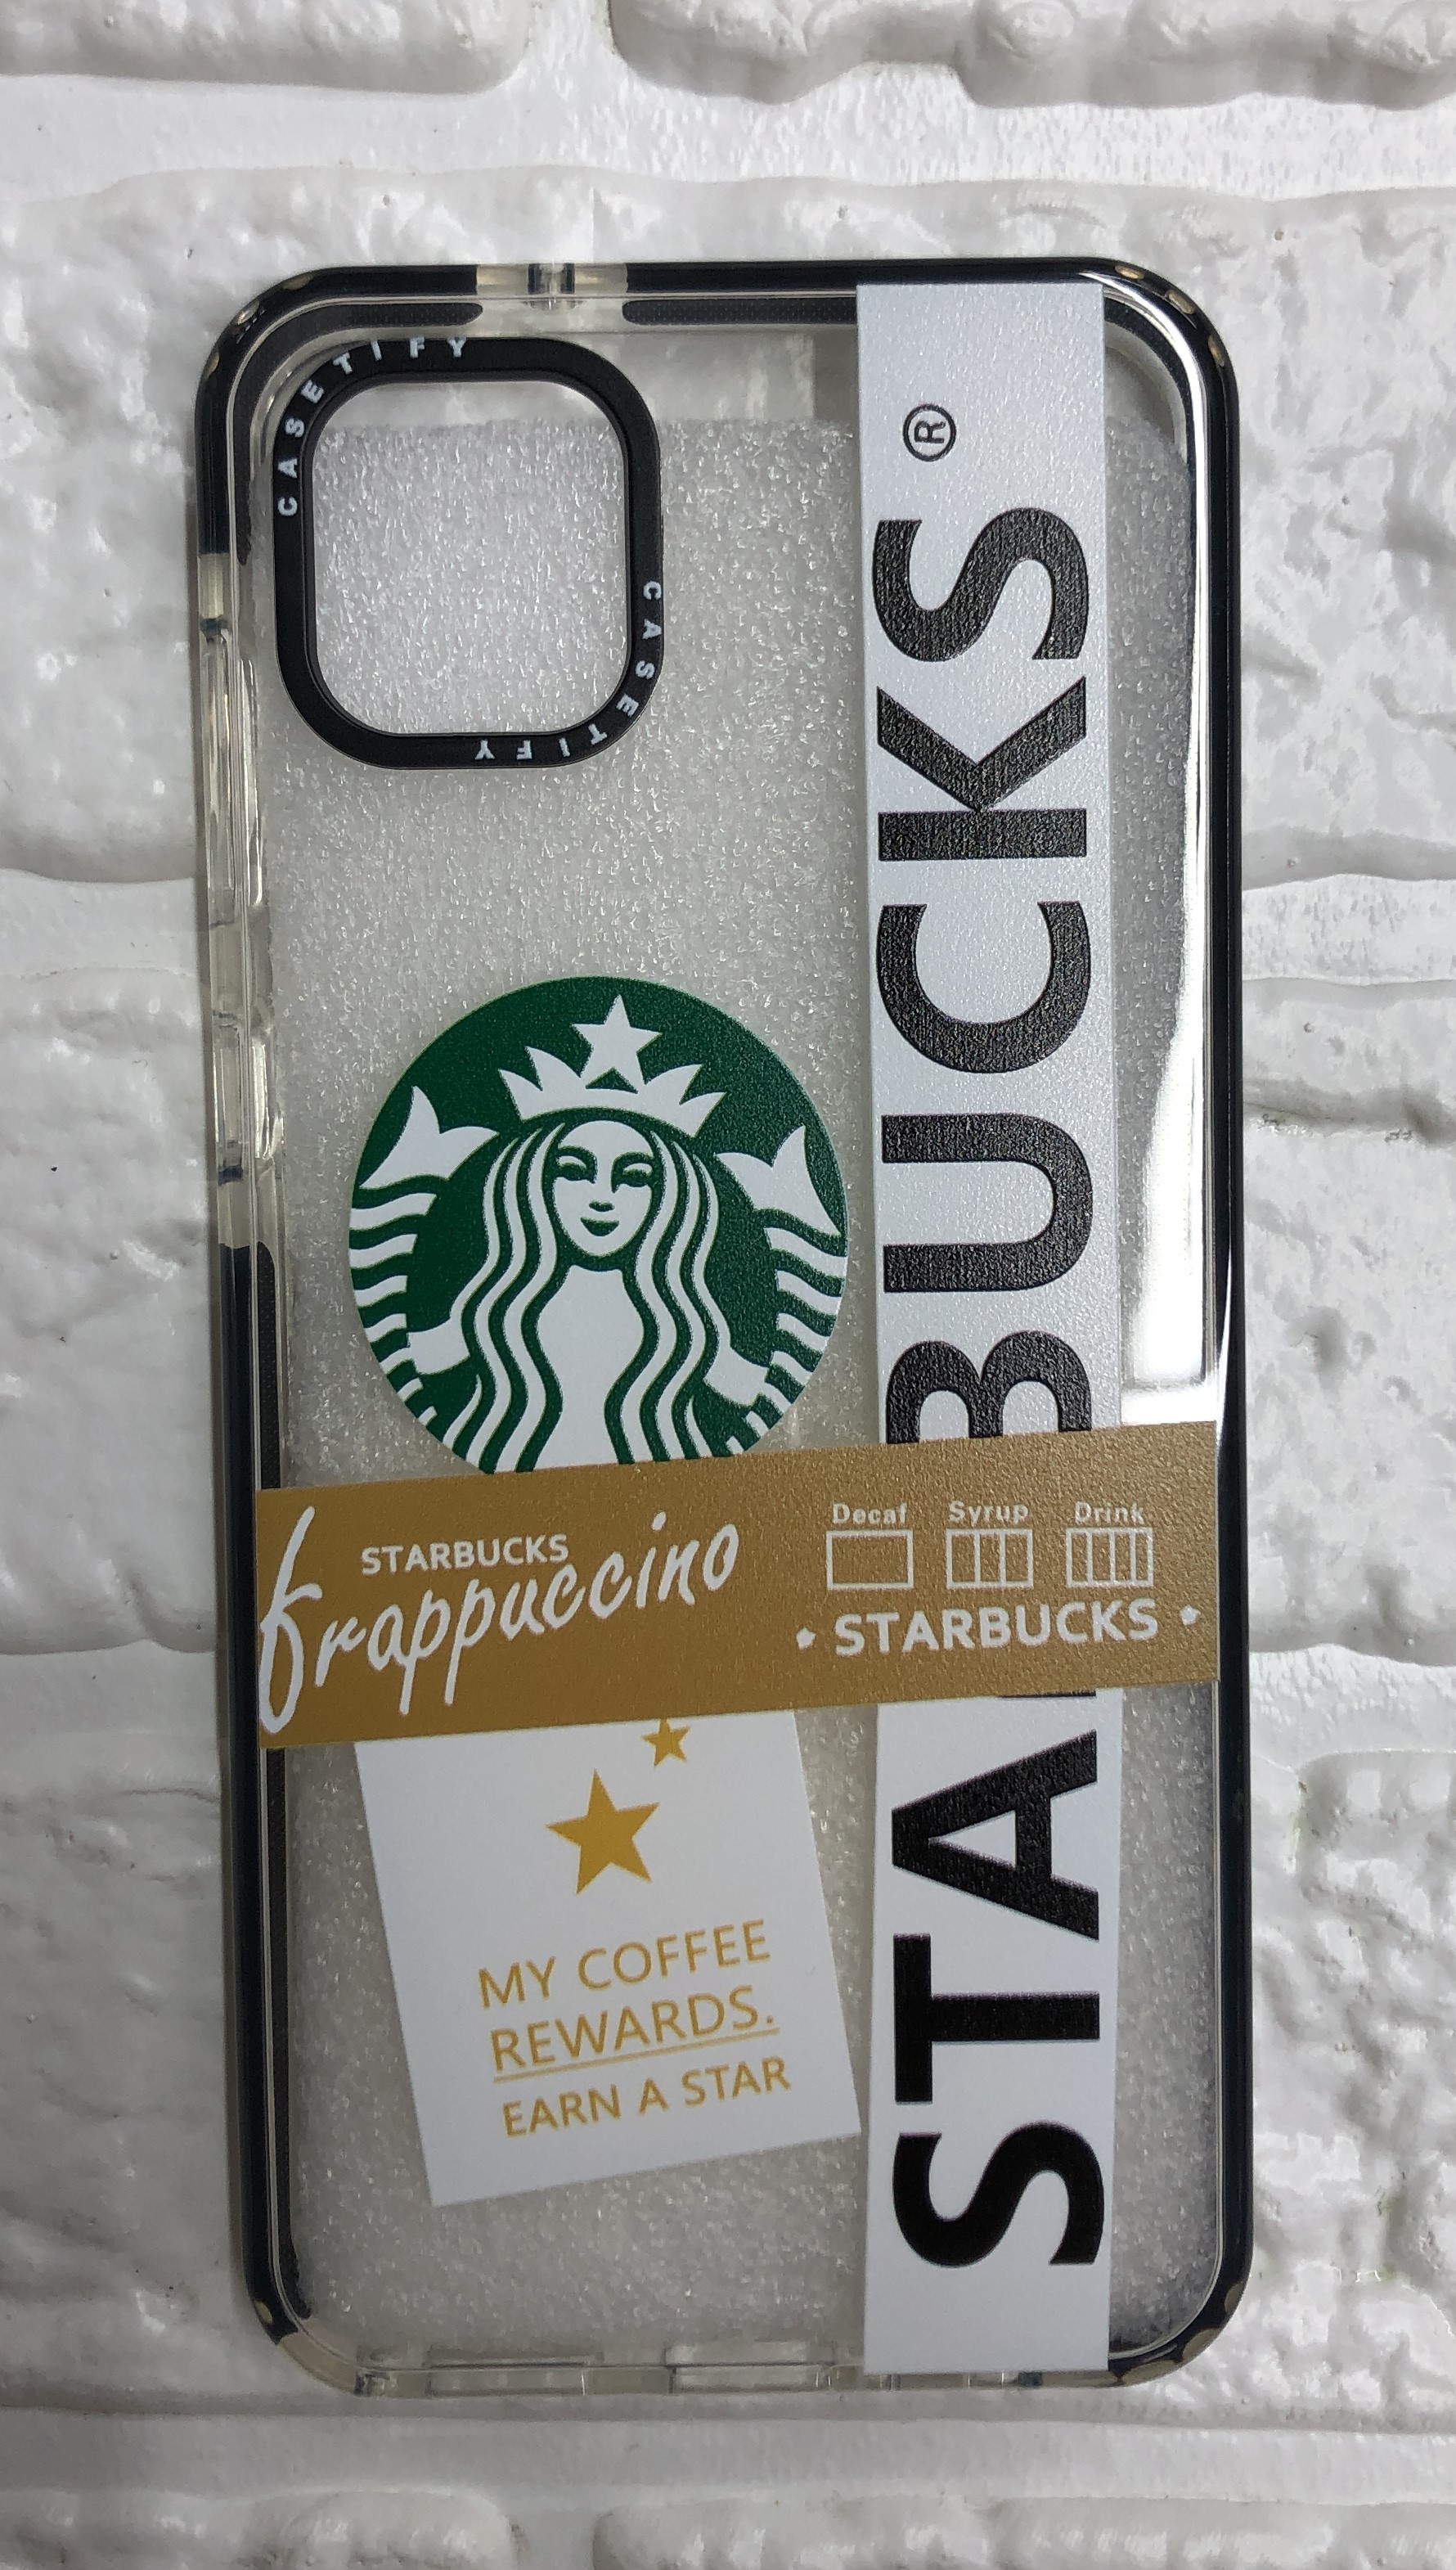 CASETIFY
CASETIFY
STARBUCKS®
STARBUCKS
frappuccino
Decaf Syrup Drink
• STARBUCKS •
MY COFFEE
REWARDS.
EARN A STAR